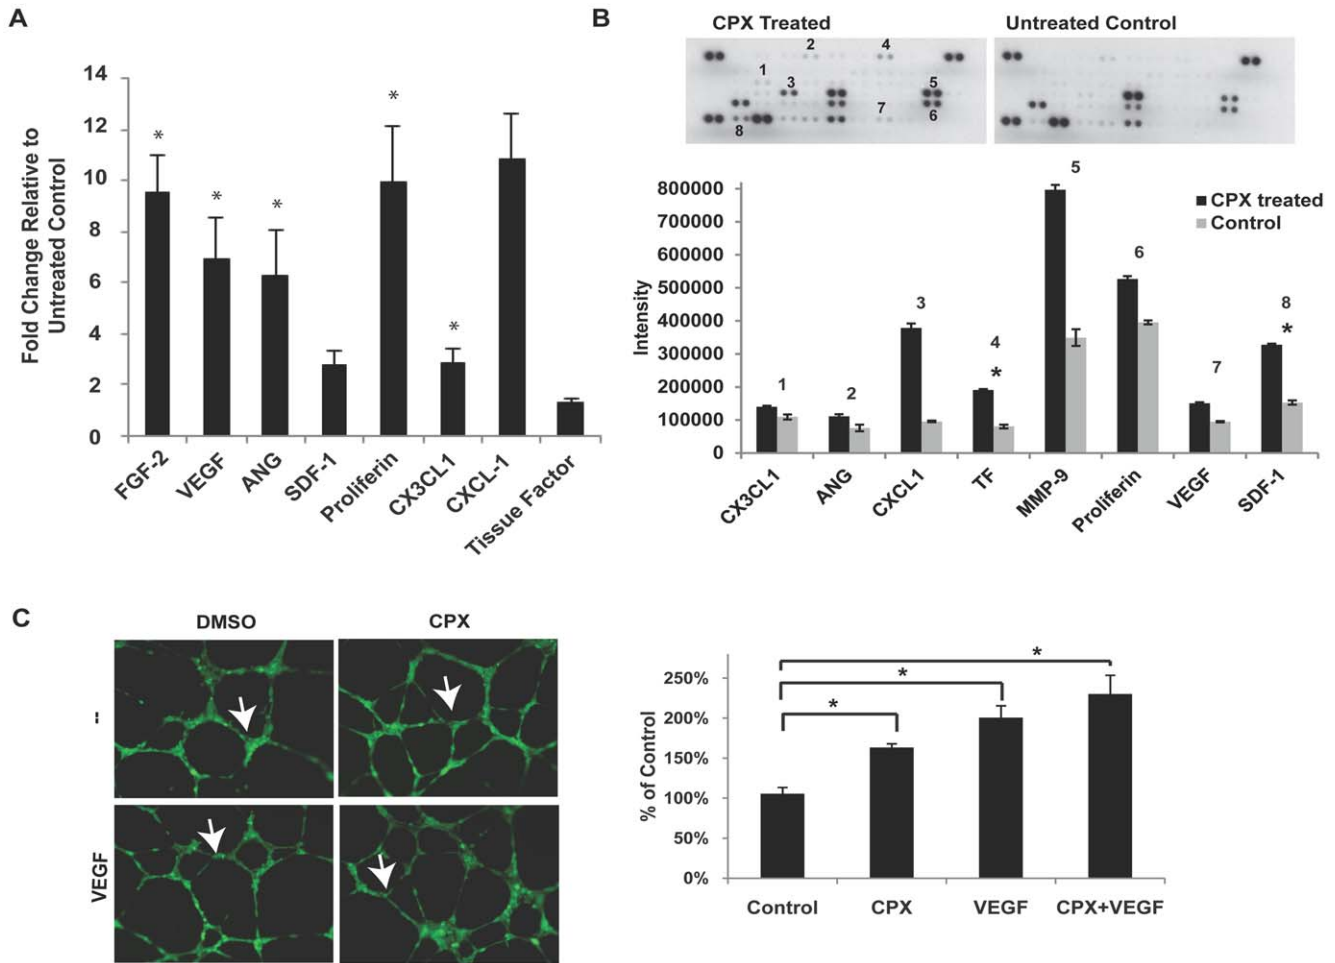 A
Fold Change Relative to
Untreated Control
14
12
10
8
6
4
2
0
* * * * *
FGF-2 VEGF ANG SDF-1 Proliferin CX3CL1 CXCL-1 Tissue Factor
B
CPX Treated Untreated Control
2 4
1
3 5
7 6
8
Intensity
800000
700000
600000
500000
400000
300000
200000
100000
0
CPX treated
Control
1 2 3 4 * 5 6 7 8 *
CX3CL1 ANG CXCL1 TF MMP-9 Proliferin VEGF SDF-1
C
DMSO CPX
--
VEGF
% of Control
250%
200%
150%
100%
50%
0%
*
*
*
Control CPX VEGF CPX+VEGF